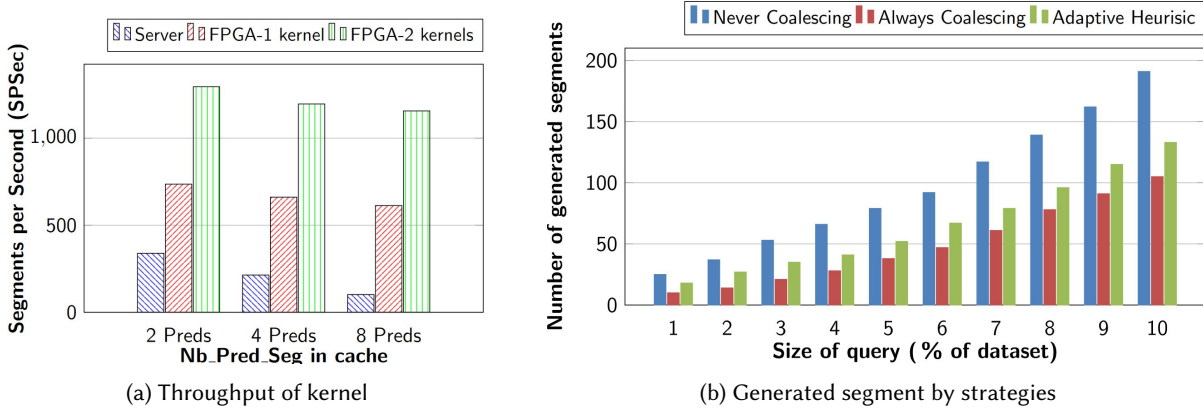 Server FPGA-1 kernel FPGA-2 kernels
Segments per Second (SPSec)
1,000
500
0
2 Preds 4 Preds 8 Preds
Nb_Pred_Seg in cache
(a) Throughput of kernel
Never Coalescing Always Coalescing Adaptive Heurisic
Number of generated segments
200
150
100
50
0
1 2 3 4 5 6 7 8 9 10
Size of query (% of dataset)
(b) Generated segment by strategies